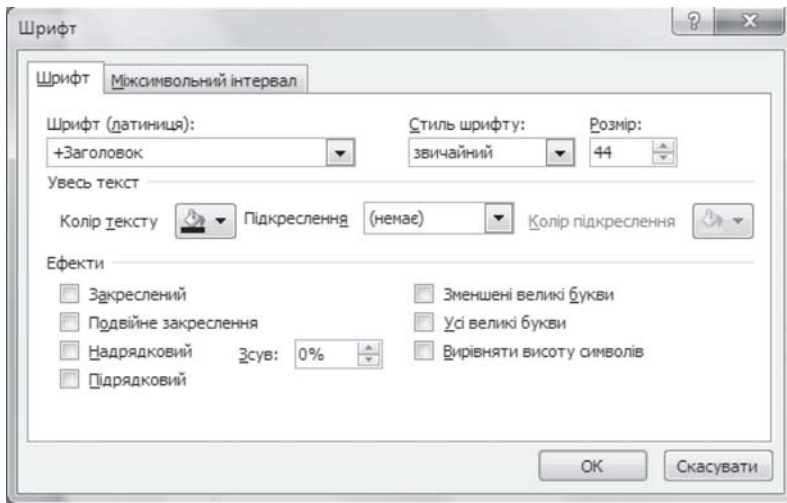 Шрифт
Шрифт Міжсимвольний інтервал
Шрифт (латиниця): Стиль шрифту: Розмір:
+Заголовок звичайний 44
Увесь текст
Колір тексту Підкреслення (немає) Колір підкреслення
Ефекти
Закреслений Зменшені великі букви
Подвійне закреслення Усі великі букви
Надрядковий Зсув: 0% Вирівняти висоту символів
Підрядковий
ОК Скасувати